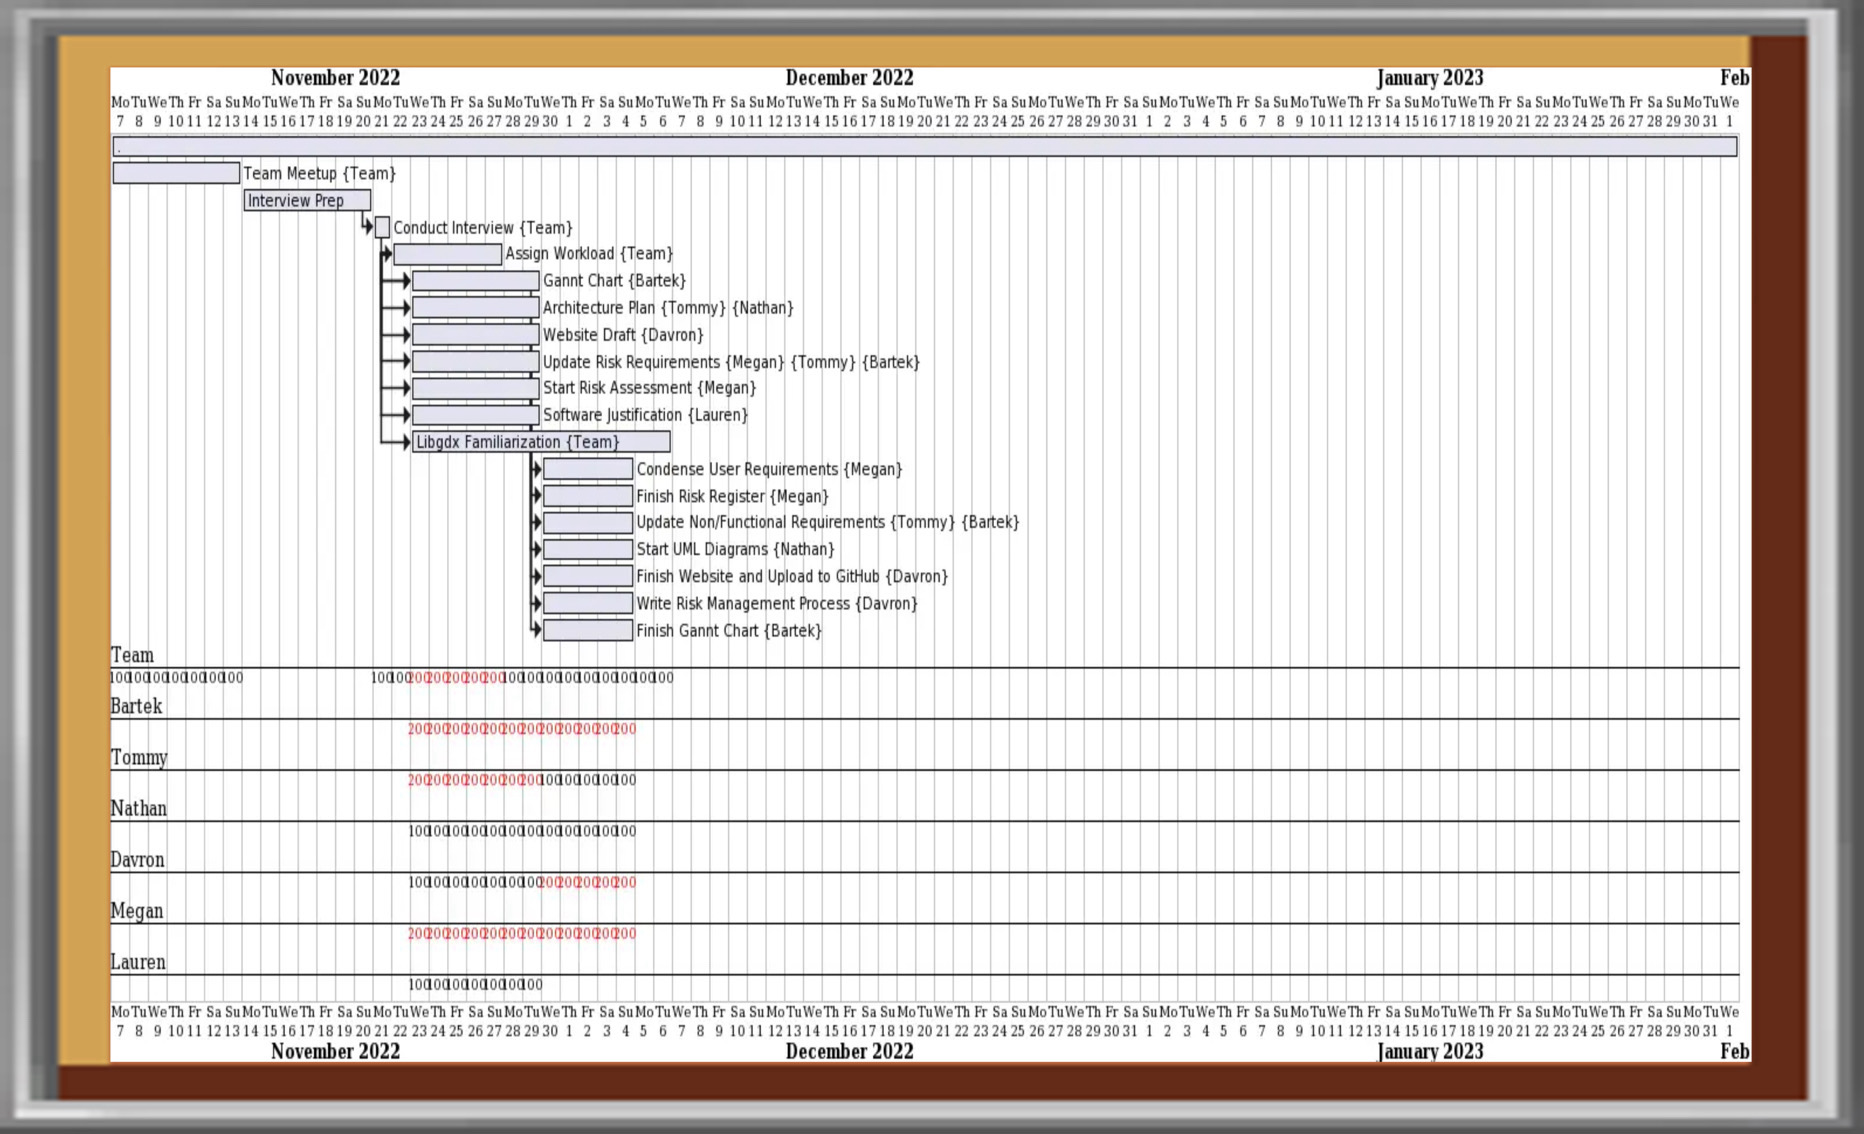 November 2022 December 2022 January 2023 Feb
Mo Tu We Th Fr Sa Su Mo Tu We Th Fr Sa Su Mo Tu We Th Fr Sa Su Mo Tu We Th Fr Sa Su Mo Tu We Th Fr Sa Su Mo Tu We Th Fr Sa Su Mo Tu We Th Fr Sa Su Mo Tu We Th Fr Sa Su Mo Tu We Th Fr Sa Su Mo Tu We Th Fr Sa Su Mo Tu We Th Fr Sa Su Mo Tu We Th Fr Sa Su Mo Tu We
7 8 9 10 11 12 13 14 15 16 17 18 19 20 21 22 23 24 25 26 27 28 29 30 1 2 3 4 5 6 7 8 9 10 11 12 13 14 15 16 17 18 19 20 21 22 23 24 25 26 27 28 29 30 31 1 2 3 4 5 6 7 8 9 10 11 12 13 14 15 16 17 18 19 20 21 22 23 24 25 26 27 28 29 30 31 1
.
Team Meetup {Team}
Interview Prep
Conduct Interview {Team}
Assign Workload {Team}
Gannt Chart {Bartek}
Architecture Plan {Tommy} {Nathan}
Website Draft {Davron}
Update Risk Requirements {Megan} {Tommy} {Bartek}
Start Risk Assessment {Megan}
Software Justification {Lauren}
Libgdx Familiarization {Team}
Condense User Requirements {Megan}
Finish Risk Register {Megan}
Update Non/Functional Requirements {Tommy} {Bartek}
Start UML Diagrams {Nathan}
Finish Website and Upload to GitHub {Davron}
Write Risk Management Process {Davron}
Finish Gannt Chart {Bartek}
Team
100 100 100 100 100 100 100 100 100 200 200 200 200 200 100 100 100 100 100 100 100 100 100
Bartek
200 200 200 200 200 200 200 200 200 200 200 200
Tommy
200 200 200 200 200 200 200 100 100 100 100 100
Nathan
100 100 100 100 100 100 100 100 100 100 100 100
Davron
100 100 100 100 100 100 100 200 200 200 200 200
Megan
200 200 200 200 200 200 200 200 200 200 200 200
Lauren
100 100 100 100 100 100 100
Mo Tu We Th Fr Sa Su Mo Tu We Th Fr Sa Su Mo Tu We Th Fr Sa Su Mo Tu We Th Fr Sa Su Mo Tu We Th Fr Sa Su Mo Tu We Th Fr Sa Su Mo Tu We Th Fr Sa Su Mo Tu We Th Fr Sa Su Mo Tu We Th Fr Sa Su Mo Tu We Th Fr Sa Su Mo Tu We Th Fr Sa Su Mo Tu We Th Fr Sa Su Mo Tu We
7 8 9 10 11 12 13 14 15 16 17 18 19 20 21 22 23 24 25 26 27 28 29 30 1 2 3 4 5 6 7 8 9 10 11 12 13 14 15 16 17 18 19 20 21 22 23 24 25 26 27 28 29 30 31 1 2 3 4 5 6 7 8 9 10 11 12 13 14 15 16 17 18 19 20 21 22 23 24 25 26 27 28 29 30 31 1
November 2022 December 2022 January 2023 Feb